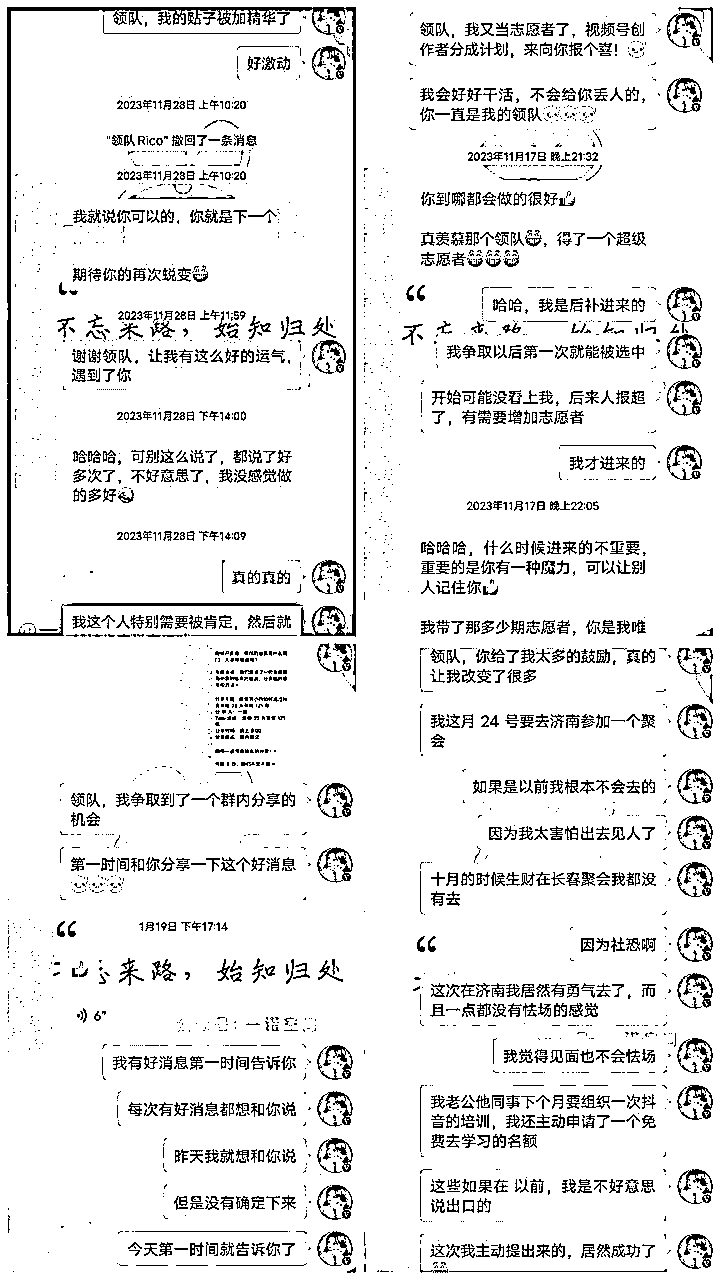 领队，我的贴子被加精华了
好激动
2023年11月28日 上午10:20
“领队Rico” 撤回了一条消息
2023年11月28日 上午10:20
我就说你可以的，你就是下一个
期待你的再次蜕变😁
2023年11月28日 上午11:59
不忘来路，始知归处
谢谢领队，让我有这么好的运气，
遇到了你
2023年11月28日 下午14:00
哈哈哈，可别这么说了，都说了好
多次了，不好意思了，我没感觉做
的多好
2023年11月28日 下午14:09
真的真的
我这个人特别需要被肯定，然后就
领队，我又当志愿者了，视频号创
作者分成计划，来向你报个喜！
我会好好干活，不会给你丢人的，
你一直是我的领队
2023年11月17日 晚上21:32
你到哪都会做的很好👍
真羡慕那个领队😁，得了一个超级
志愿者😁😁😁
哈哈，我是后补进来的
不忘来路，始知归处
我争取以后第一次就能被选中
开始可能没看上我，后来人报超
了，有需要增加志愿者
我才进来的
2023年11月17日 晚上22:05
哈哈哈，什么时候进来的不重要，
重要的是你有一种魔力，可以让别
人记住你👍
我带了那多少期志愿者，你是我唯
领队，我争取到了一个群内分享的
机会
第一时间和你分享一下这个好消息
1月19日 下午17:14
来路，始知归处
6"
我有好消息第一时间告诉你
每次有好消息都想和你说
昨天我就想和你说
但是没有确定下来
今天第一时间就告诉你了
领队，你给了我太多的鼓励，真的
让我改变了很多
我这月 24 号要去济南参加一个聚
会
如果是以前我根本不会去的
因为我太害怕出去见人了
十月的时候生财在长春聚会我都没
有去
因为社恐啊
这次在济南我居然有勇气去了，而
且一点都没有怯场的感觉
我觉得见面也不会怯场
我老公他同事下个月要组织一次抖
音的培训，我还主动申请了一个免
费去学习的名额
这些如果在 以前，我是不好意思
说出口的
这次我主动提出来的，居然成功了